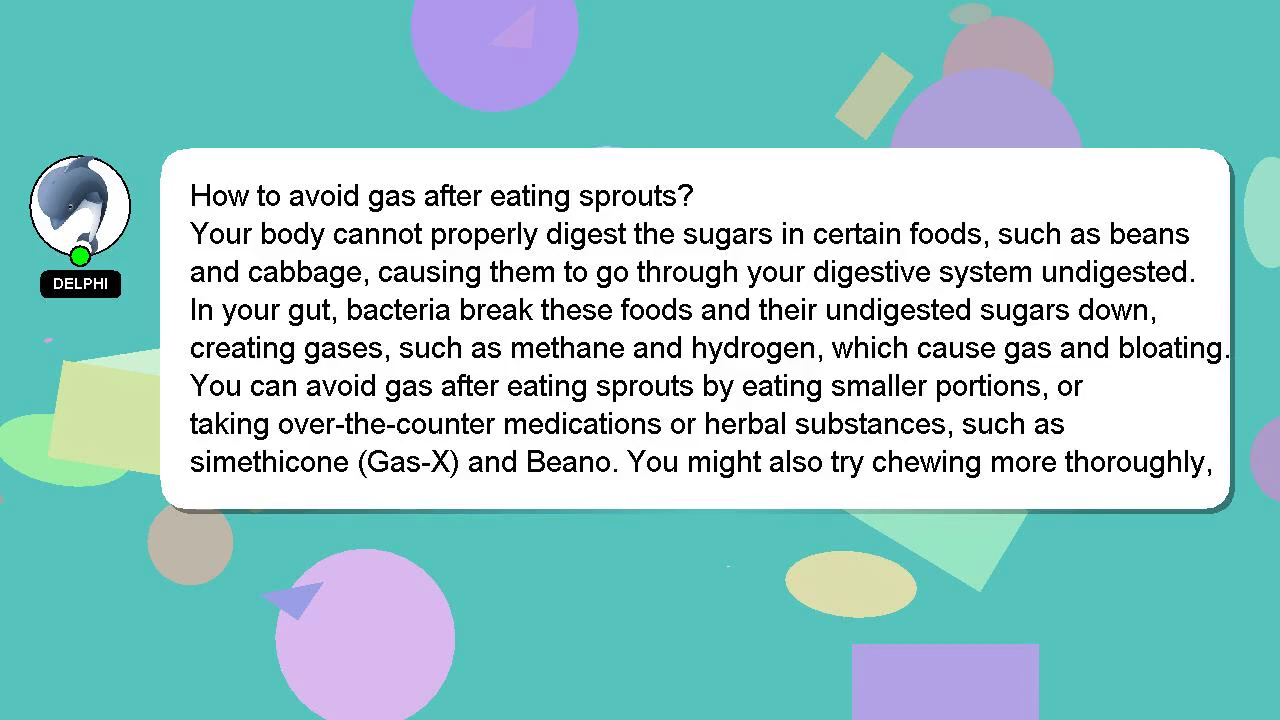 How to avoid gas after eating sprouts?
Your body cannot properly digest the sugars in certain foods, such as beans
and cabbage, causing them to go through your digestive system undigested.
In your gut, bacteria break these foods and their undigested sugars down,
creating gases, such as methane and hydrogen, which cause gas and bloating.
You can avoid gas after eating sprouts by eating smaller portions, or
taking over-the-counter medications or herbal substances, such as
simethicone (Gas-X) and Beano. You might also try chewing more thoroughly,
DELPHI